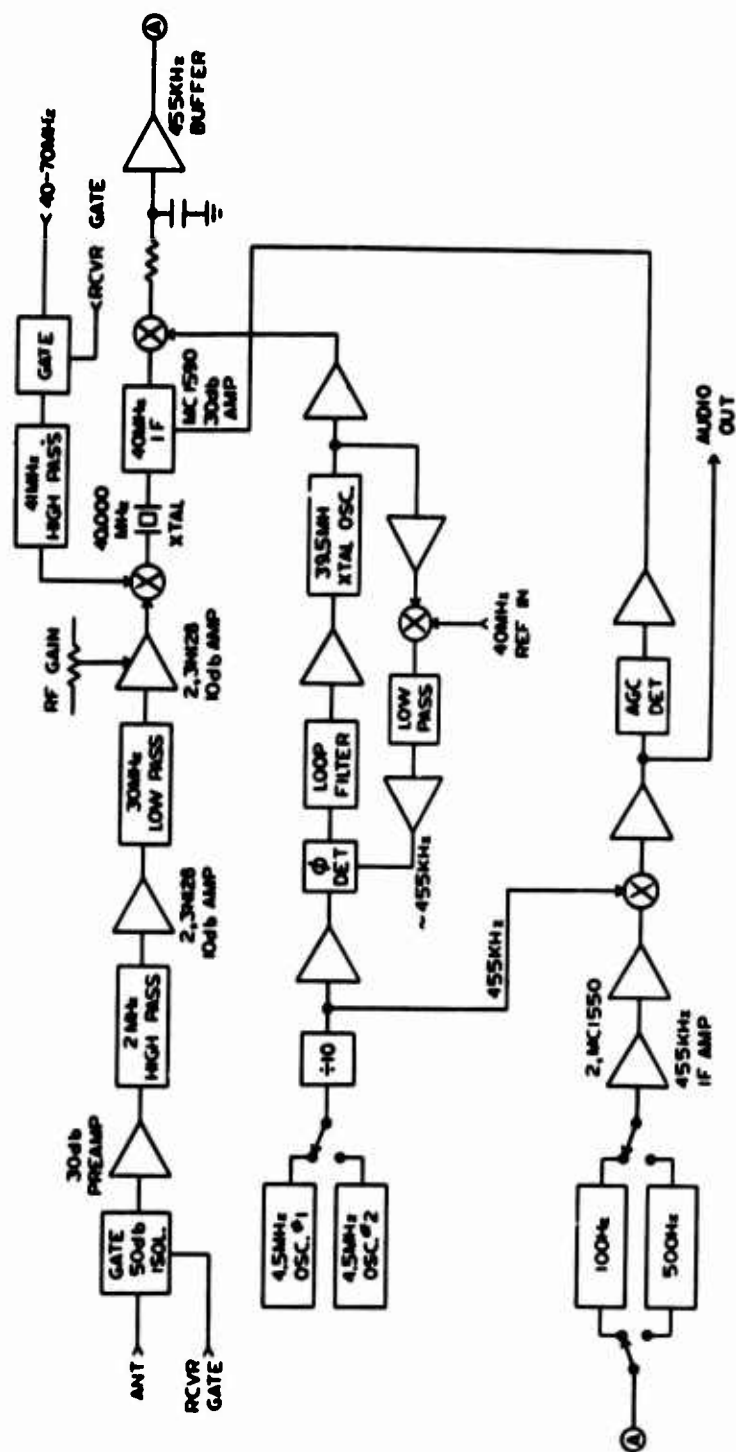 ANT
RCVR
GATE
GATE
50db
ISOL.
30db
PREAMP
2 MHz
HIGH PASS
2,3N128
10db AMP
30MHz
LOW PASS
RF GAIN
2,3N128
10db AMP
40.000
MHz
XTAL
41MHz
HIGH PASS
GATE
40-70MHz
RCVR GATE
40MHz
IF
MC 1590
30db
AMP
455KHz
BUFFER
A
4.5MHz
OSC. #1
4.5MHz
OSC. #2
÷10
Φ
DET
LOOP
FILTER
39.5MH
XTAL OSC.
LOW
PASS
40MHz
REF IN
~455KHz
455KHz
A
100Hz
500Hz
2,MC1550
455KHz
IF AMP
AGC
DET
AUDIO
OUT